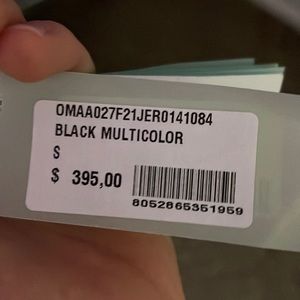 OMAA027F21JER0141084
BLACK MULTICOLOR
S
$ 395,00
8052865351959